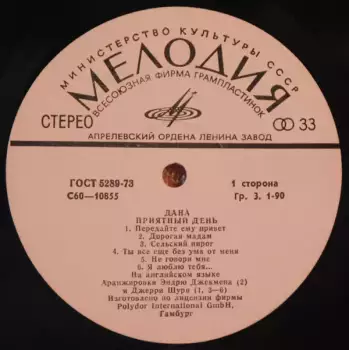 МИНИСТЕРСТВО КУЛЬТУРЫ СССР
МЕЛОДИЯ
ВСЕСОЮЗНАЯ ФИРМА ГРАМПЛАСТИНОК
СТЕРЕО
33
АПРЕЛЕВСКИЙ ОРДЕНА ЛЕНИНА ЗАВОД
ГОСТ 5289-73
С60—10855
1 сторона
Гр. 3. 1-90
ДАНА
ПРИЯТНЫЙ ДЕНЬ
1. Передайте ему привет
2. Дорогая мадам
3. Сельский пирог
4. Ты все еще без ума от меня
5. Не говори мне
6. Я люблю тебя...
На английском языке
Аранжировки Эндрю Джекмена (2)
и Джерри Шури (1, 3—6)
Изготовлено по лицензии фирмы
Polydor International GmbH,
Гамбург